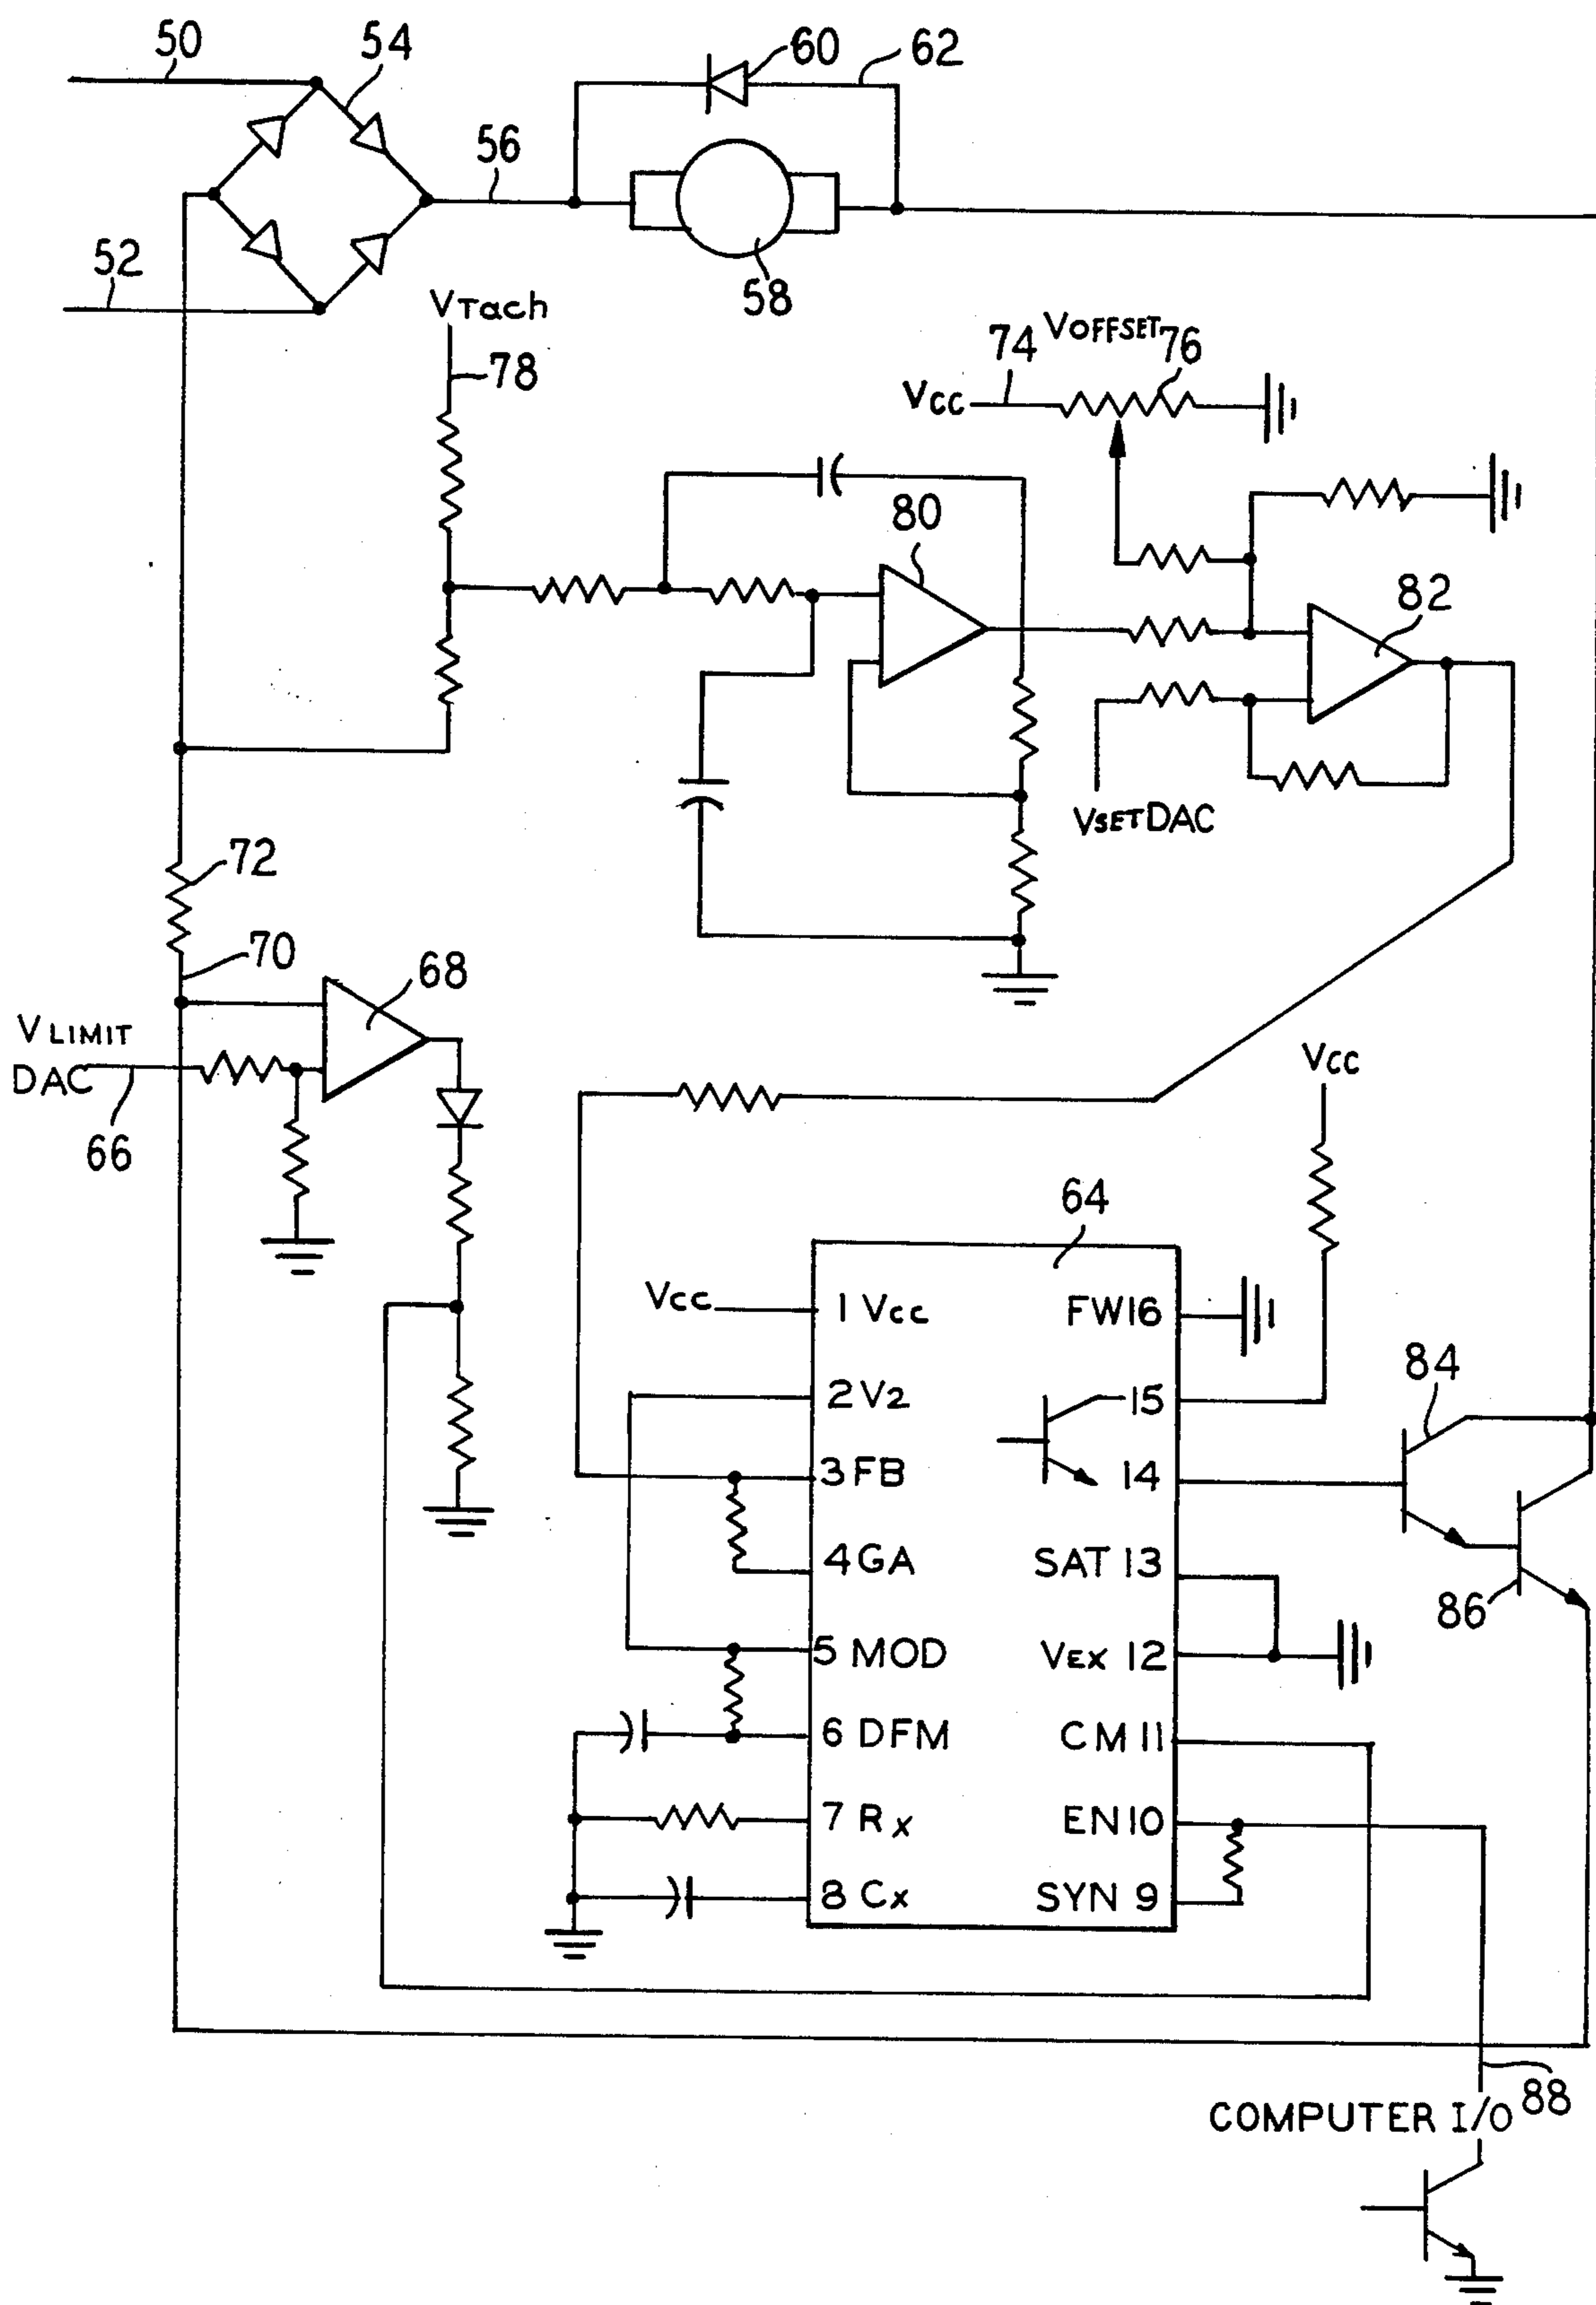 50
54
60
62
56
52
58
VTach
78
VOFFSET
74
76
Vcc
80
82
VSETDAC
72
70
68
VLIMIT
DAC
66
Vcc
64
Vcc
1 Vcc
FW16
2 V2
15
84
3 FB
14
4 GA
SAT 13
86
5 MOD
VEX 12
6 DFM
CM 11
7 Rx
EN10
8 Cx
SYN 9
88
COMPUTER I/O